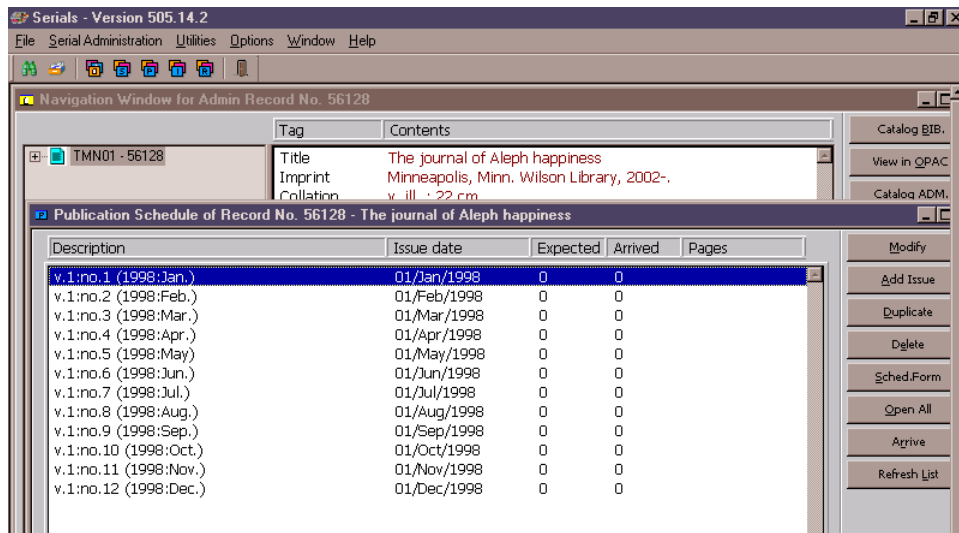 Serials - Version 505.14.2
File Serial Administration Utilities Options Window Help
Navigation Window for Admin Record No. 56128
Tag Contents
Catalog BIB.
TMN01 - 56128
Title The journal of Aleph happiness
View in OPAC
Imprint Minneapolis, Minn. Wilson Library, 2002-.
Collation v. ill. ; 22 cm
Catalog ADM.
Publication Schedule of Record No. 56128 - The journal of Aleph happiness
Description Issue date Expected Arrived Pages
Modify
v.1:no.1 (1998:Jan.) 01/Jan/1998 0 0
Add Issue
v.1:no.2 (1998:Feb.) 01/Feb/1998 0 0
v.1:no.3 (1998:Mar.) 01/Mar/1998 0 0
Duplicate
v.1:no.4 (1998:Apr.) 01/Apr/1998 0 0
v.1:no.5 (1998:May) 01/May/1998 0 0
Delete
v.1:no.6 (1998:Jun.) 01/Jun/1998 0 0
Sched.Form
v.1:no.7 (1998:Jul.) 01/Jul/1998 0 0
v.1:no.8 (1998:Aug.) 01/Aug/1998 0 0
Open All
v.1:no.9 (1998:Sep.) 01/Sep/1998 0 0
v.1:no.10 (1998:Oct.) 01/Oct/1998 0 0
Arrive
v.1:no.11 (1998:Nov.) 01/Nov/1998 0 0
Refresh List
v.1:no.12 (1998:Dec.) 01/Dec/1998 0 0